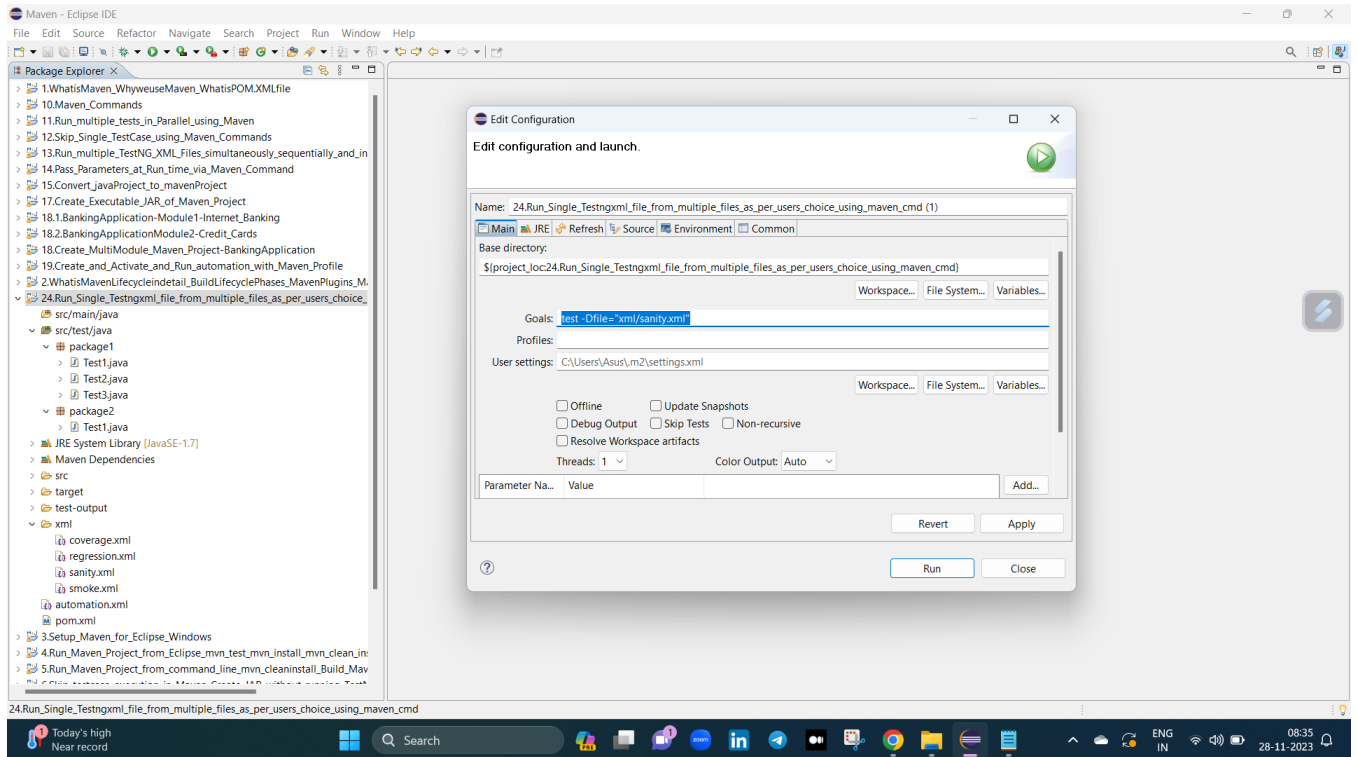 Maven - Eclipse IDE
File Edit Source Refactor Navigate Search Project Run Window Help
Package Explorer
1.WhatisMaven_WhyweuseMaven_WhatisPOM.XMLfile
10.Maven_Commands
11.Run_multiple_tests_in_Parallel_using_Maven
12.Skip_Single_TestCase_using_Maven_Commands
13.Run_multiple_TestNG_XML_Files_simultaneously_sequentially_and_in
14.Pass_Parameters_at_Run_time_via_Maven_Command
15.Convert_javaProject_to_mavenProject
17.Create_Executable_JAR_of_Maven_Project
18.1.BankingApplication-Module1-Internet_Banking
18.2.BankingApplicationModule2-Credit_Cards
18.Create_MultiModule_Maven_Project-BankingApplication
19.Create_and_Activate_and_Run_automation_with_Maven_Profile
2.WhatisMavenLifecycleindetail_BuildLifecyclePhases_MavenPlugins_M
24.Run_Single_Testngxml_file_from_multiple_files_as_per_users_choice_
src/main/java
src/test/java
package1
Test1.java
Test2.java
Test3.java
package2
Test1.java
JRE System Library [JavaSE-1.7]
Maven Dependencies
src
target
test-output
xml
coverage.xml
regression.xml
sanity.xml
smoke.xml
automation.xml
pom.xml
3.Setup_Maven_for_Eclipse_Windows
4.Run_Maven_Project_from_Eclipse_mvn_test_mvn_install_mvn_clean_in
5.Run_Maven_Project_from_command_line_mvn_cleaninstall_Build_Mav
Edit Configuration
Edit configuration and launch.
Name: 24.Run_Single_Testngxml_file_from_multiple_files_as_per_users_choice_using_maven_cmd (1)
Main JRE Refresh Source Environment Common
Base directory:
${project_loc:24.Run_Single_Testngxml_file_from_multiple_files_as_per_users_choice_using_maven_cmd}
Workspace... File System... Variables...
Goals: test -Dfile="xml/sanity.xml"
Profiles:
User settings: C:\Users\Asus\.m2\settings.xml
Workspace... File System... Variables...
Offline Update Snapshots
Debug Output Skip Tests Non-recursive
Resolve Workspace artifacts
Threads: 1 Color Output: Auto
Parameter Na... Value Add...
Revert Apply
Run Close
24.Run_Single_Testngxml_file_from_multiple_files_as_per_users_choice_using_maven_cmd
1 Today's high
Near record
Search
PRE
1
zoom
in
ENG
IN
08:35
28-11-2023